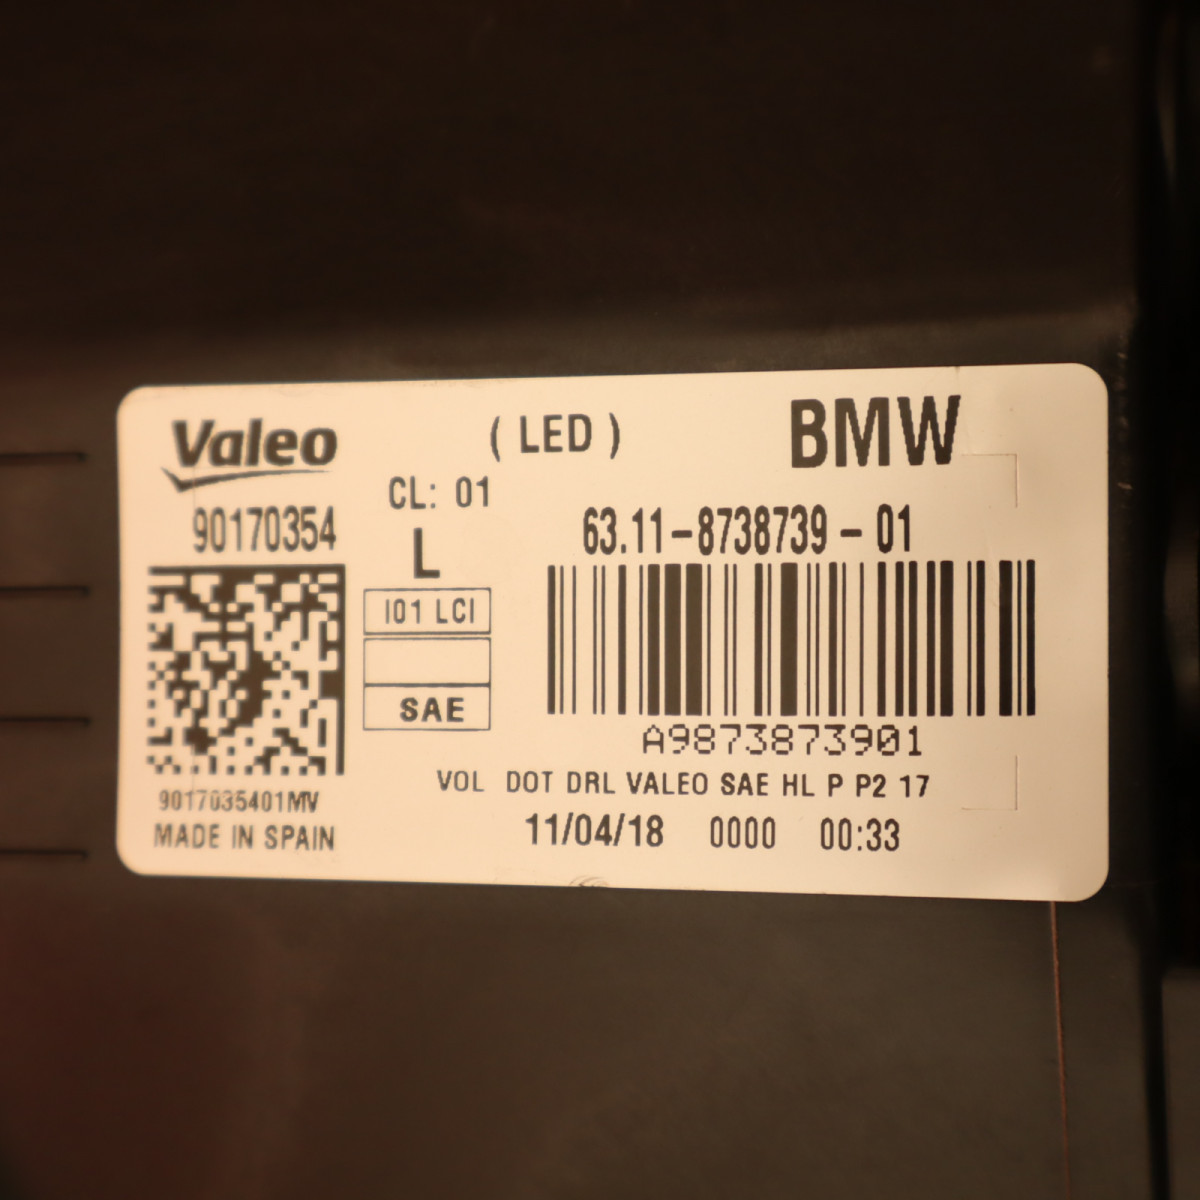 Valeo
( LED )
BMW
90170354
CL: 01
L
63.11-8738739 - 01
I01 LCI
SAE
A9873873901
9017035401MV
VOL DOT DRL VALEO SAE HL P P2 17
MADE IN SPAIN
11/04/18 0000 00:33